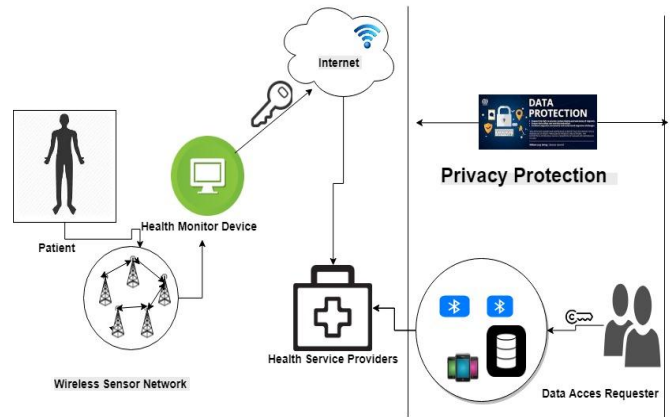 Internet
DATA
PROTECTION
Privacy Protection
Patient
Health Monitor Device
Health Service Providers
Wireless Sensor Network
Data Acces Requester